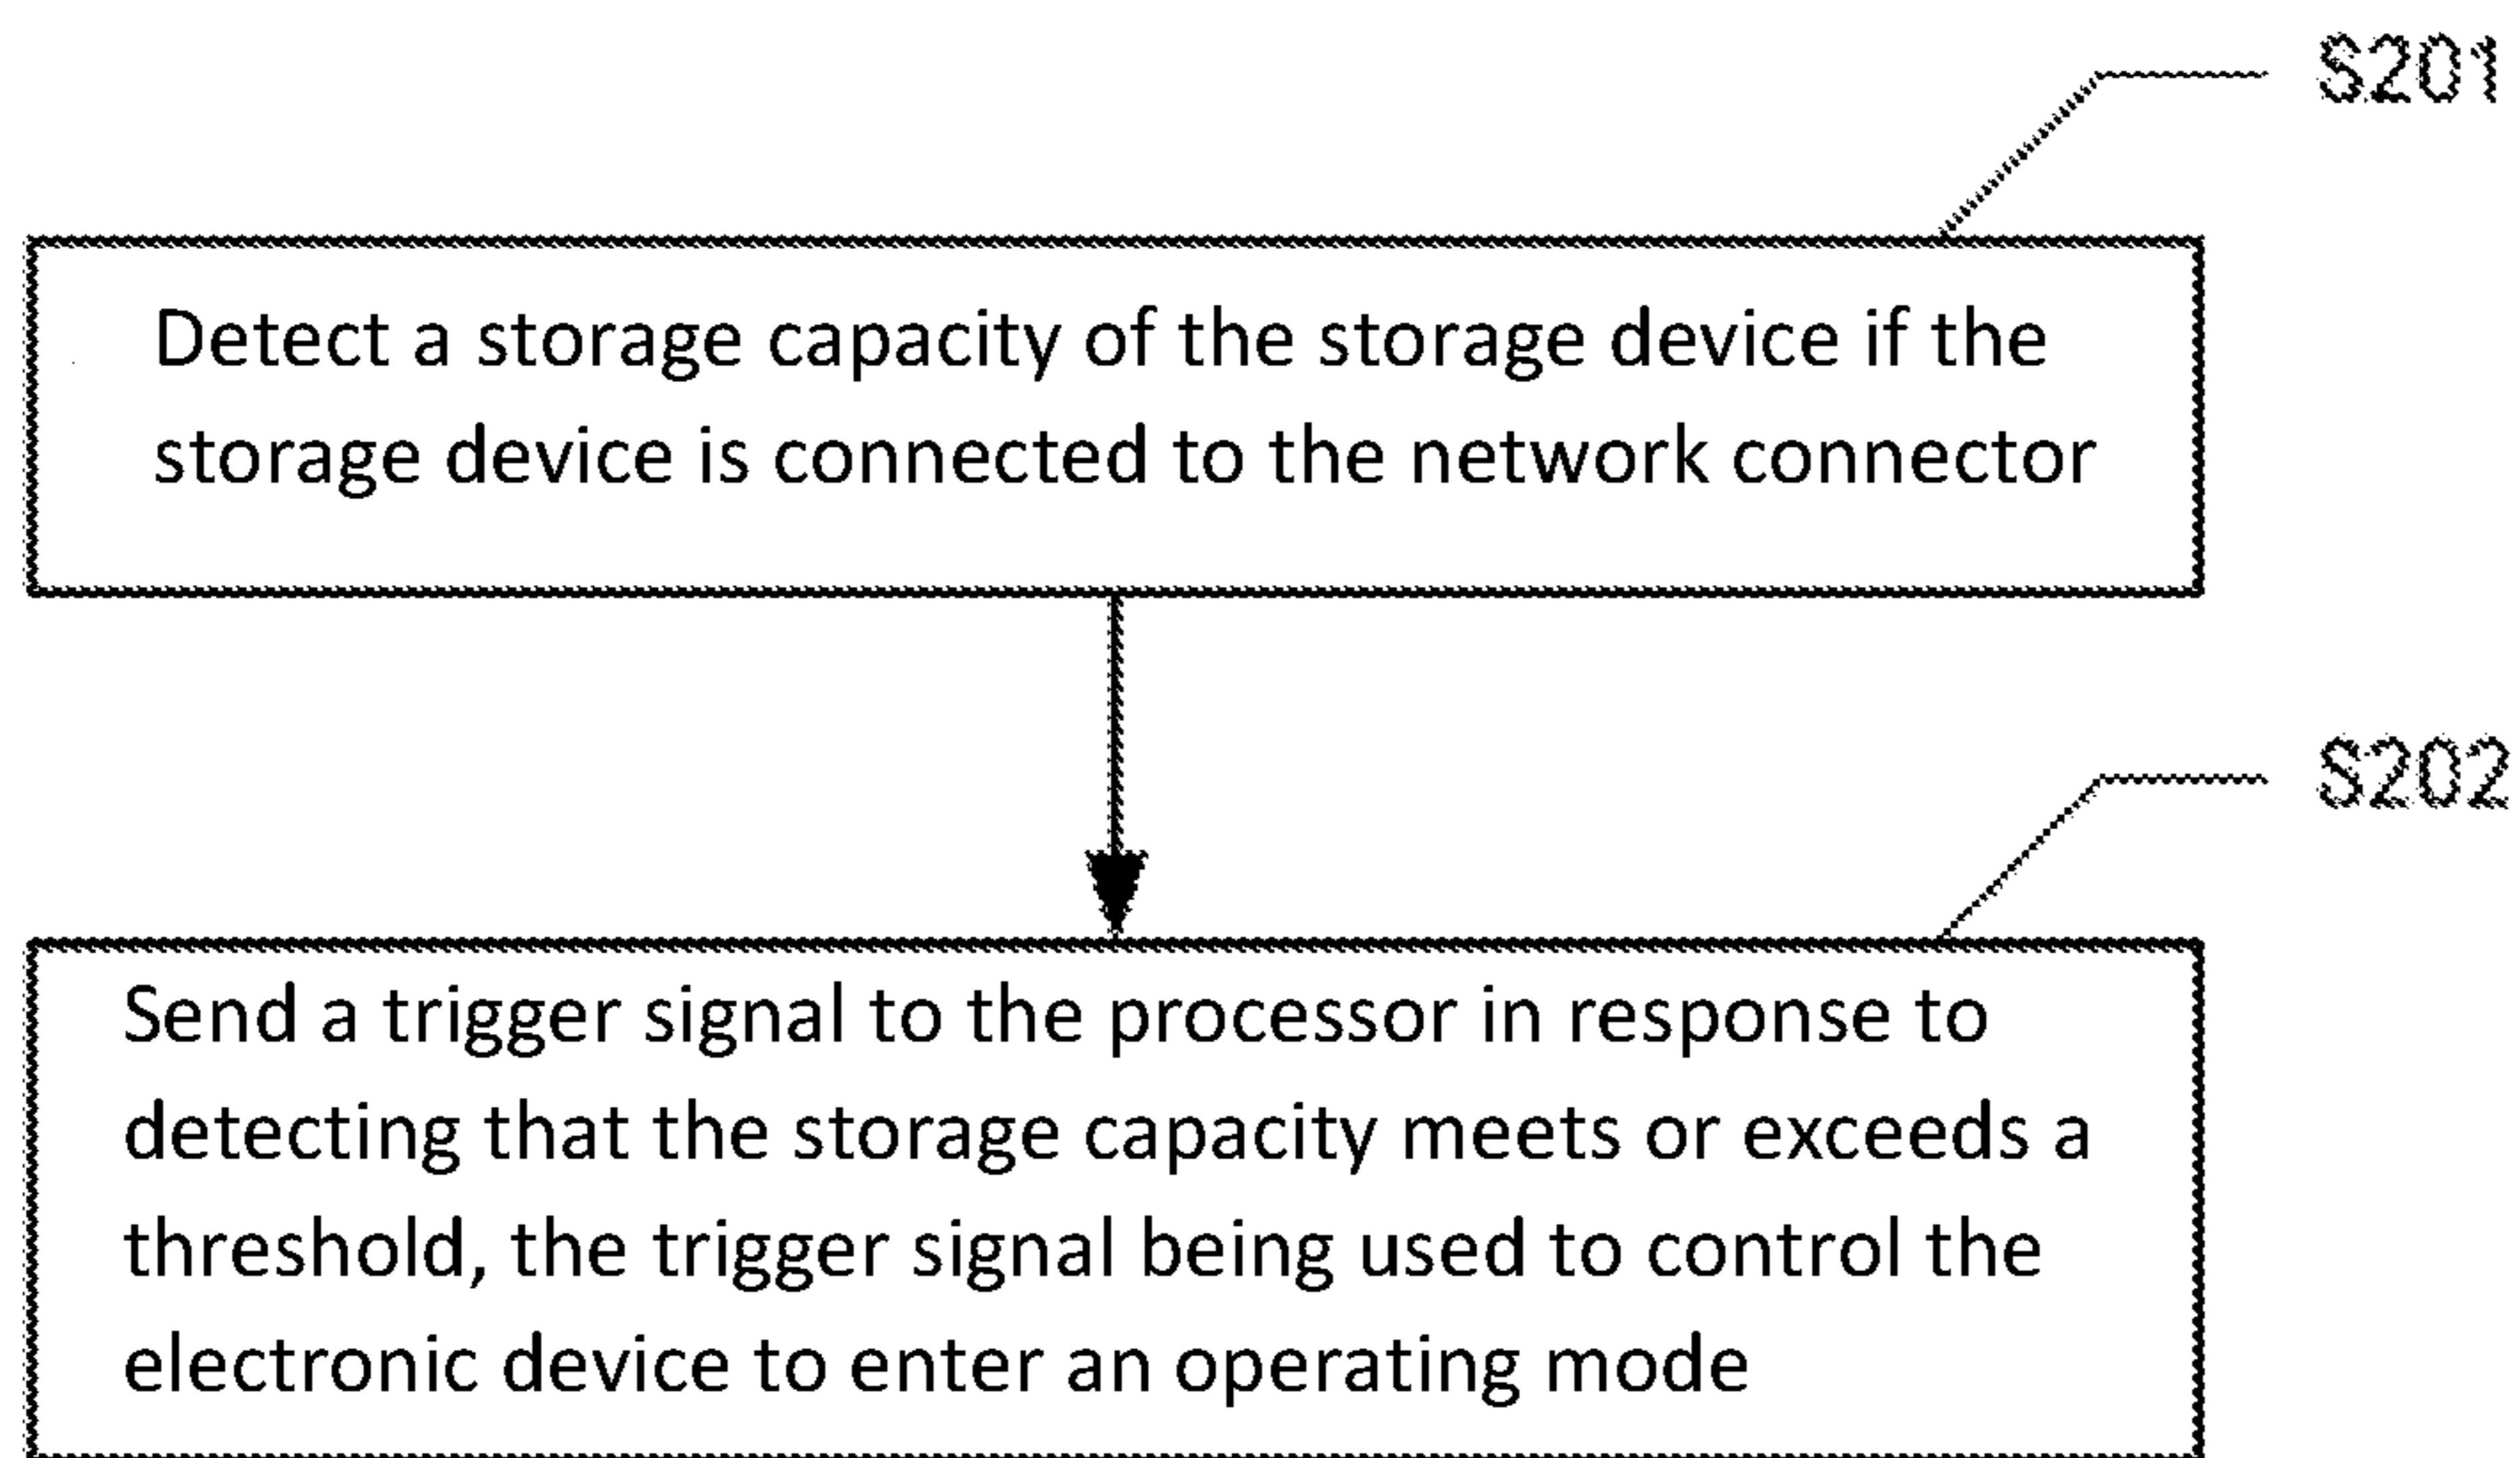 S201
Detect a storage capacity of the storage device if the
storage device is connected to the network connector
S202
Send a trigger signal to the processor in response to
detecting that the storage capacity meets or exceeds a
threshold, the trigger signal being used to control the
electronic device to enter an operating mode